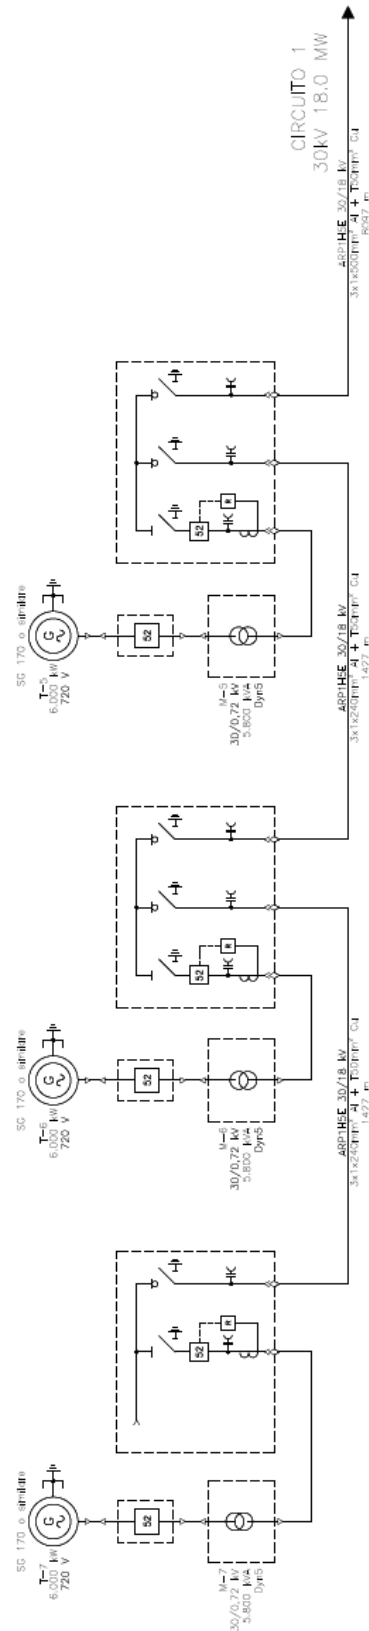 CIRCUITO 1
30kV 18.0 MW
ARP1H5E 30/18 kV
3x1x500mm² Al + T50mm² Cu
8097 m
52
R
SG 170 o similare
G
T-5
6.000 kW
720 V
52
M-5
30/0,72 kV
5.800 kVA
Dyn5
ARP1H5E 30/18 kV
3x1x240mm² Al + T50mm² Cu
1427 m
52
R
SG 170 o similare
G
T-6
6.000 kW
720 V
52
M-6
30/0,72 kV
5.800 kVA
Dyn5
ARP1H5E 30/18 kV
3x1x240mm² Al + T50mm² Cu
1427 m
52
R
SG 170 o similare
G
T-7
6.000 kW
720 V
52
M-7
30/0,72 kV
5.800 kVA
Dyn5